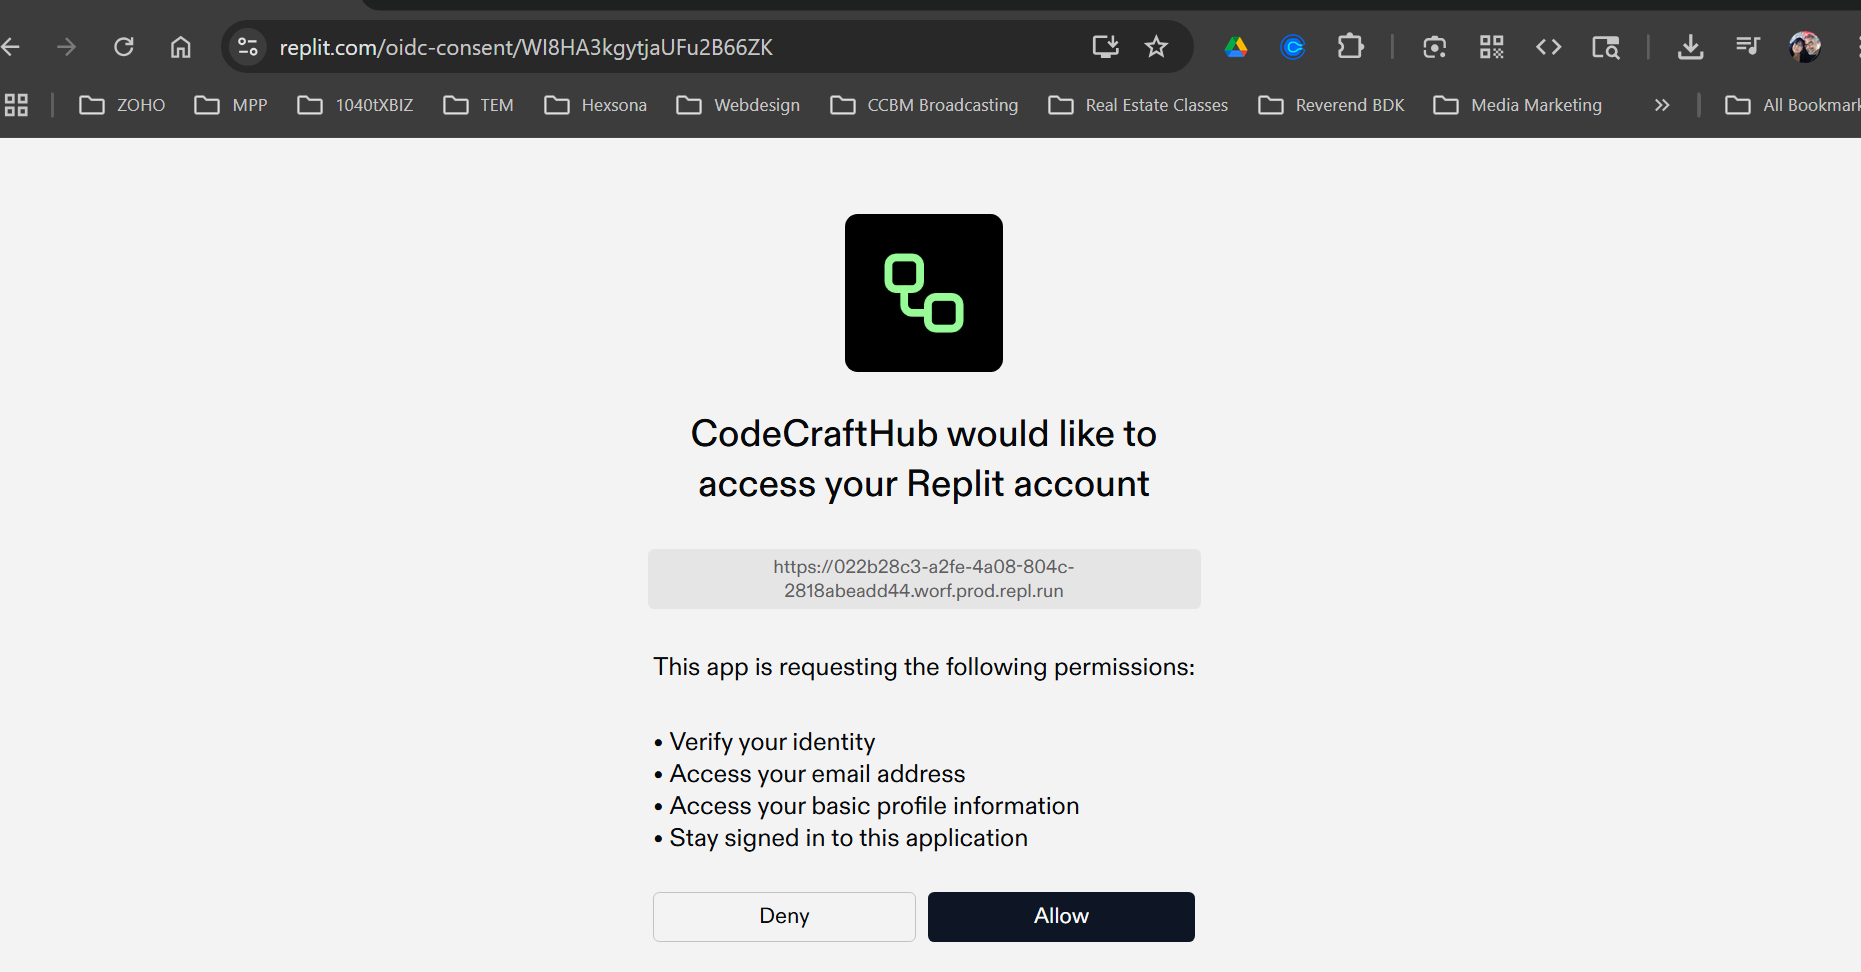 replit.com/oidc-consent/WI8HA3kgytjaUFu2B66ZK
ZOHO MPP 1040tXBIZ TEM Hexsona Webdesign CCBM Broadcasting Real Estate Classes Reverend BDK Media Marketing All Bookmark
CodeCraftHub would like to
access your Replit account
https://022b28c3-a2fe-4a08-804c-
2818abeadd44.worf.prod.repl.run
This app is requesting the following permissions:
• Verify your identity
• Access your email address
• Access your basic profile information
• Stay signed in to this application
Deny Allow